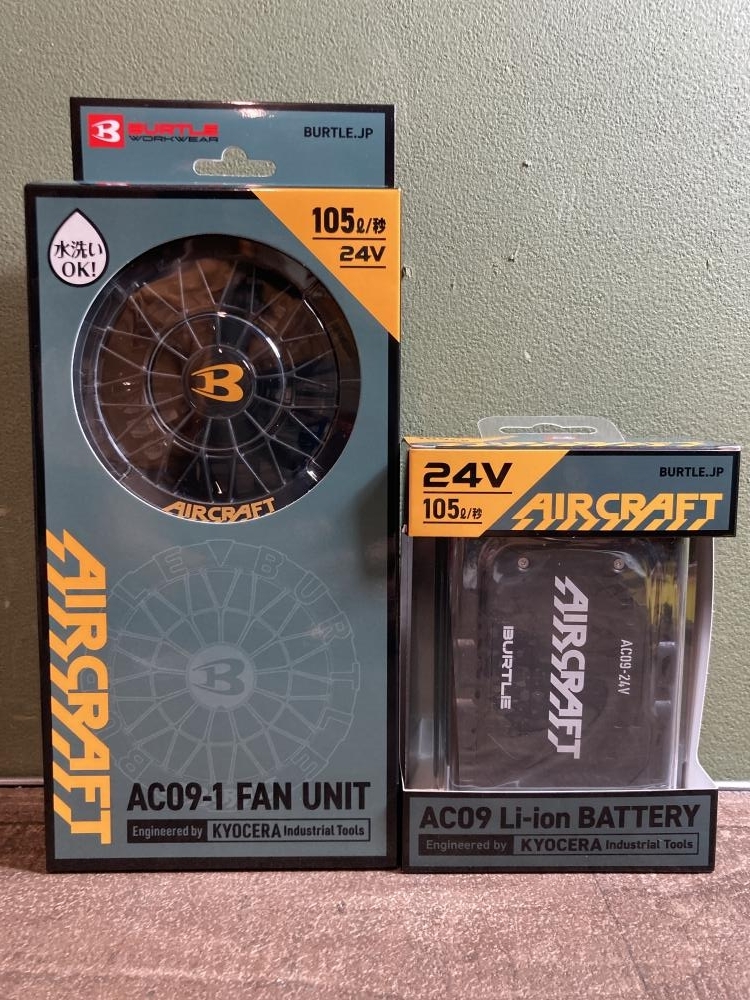 BURTLE
WORKWEAR
BURTLE.JP
105ℓ/秒
24V
水洗い
OK!
B
AIRCRAFT
AIRCRAFT
B
AC09-1 FAN UNIT
Engineered by KYOCERA Industrial Tools
24V
105ℓ/秒
BURTLE.JP
AIRCRAFT
BURTLE
AIRCRAFT
AC09-24V
AC09 Li-ion BATTERY
Engineered by KYOCERA Industrial Tools